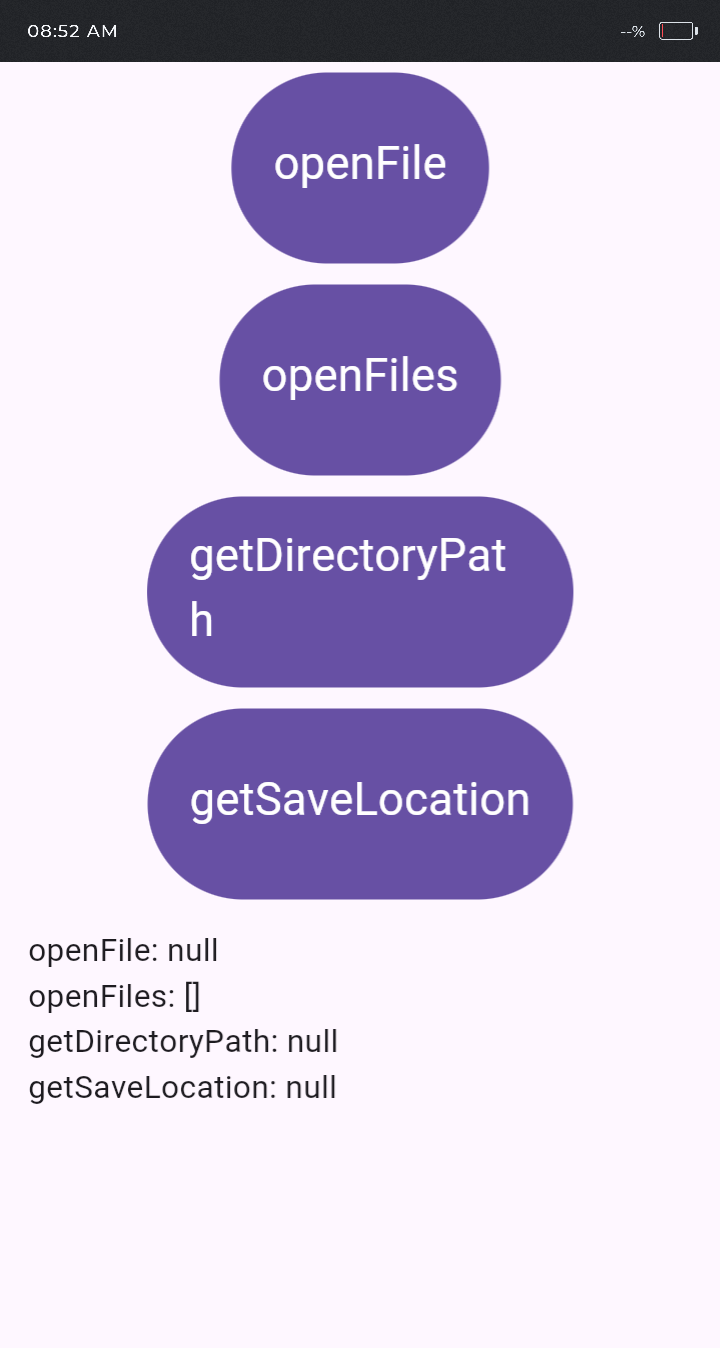 08:52 AM --%
openFile
openFiles
getDirectoryPat
h
getSaveLocation
openFile: null
openFiles: []
getDirectoryPath: null
getSaveLocation: null